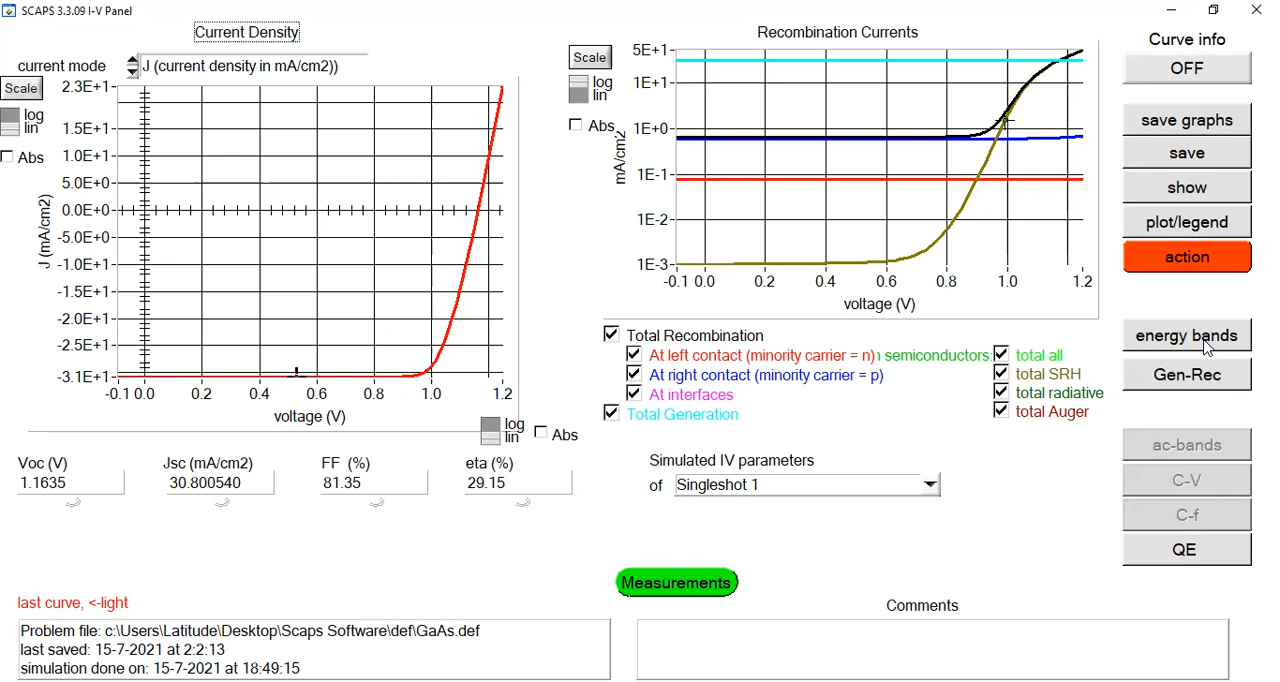 SCAPS 3.3.09 I-V Panel
Current Density
current mode J (current density in mA/cm2))
Scale
log
lin
Abs
2.3E+1
1.5E+1
1.0E+1
5.0E+0
0.0E+0
-5.0E+0
-1.0E+1
-1.5E+1
-2.0E+1
-2.5E+1
-3.1E+1
J (mA/cm2)
-0.1 0.0 0.2 0.4 0.6 0.8 1.0 1.2
voltage (V)
log
lin
Abs
Recombination Currents
Scale
log
lin
Abs
5E+1
1E+1
1E+0
1E-1
1E-2
1E-3
mA/cm2
-0.1 0.0 0.2 0.4 0.6 0.8 1.0 1.2
voltage (V)
Total Recombination
At left contact (minority carrier = n) semiconductors: total all
At right contact (minority carrier = p) total SRH
At interfaces total radiative
Total Generation total Auger
Voc (V) Jsc (mA/cm2) FF (%) eta (%)
1.1635 30.800540 81.35 29.15
Simulated IV parameters
of Singleshot 1
Measurements
Curve info
OFF
save graphs
save
show
plot/legend
action
energy bands
Gen-Rec
ac-bands
C-V
C-f
QE
last curve, <-light
Problem file: c:\Users\Latitude\Desktop\Scaps Software\def\GaAs.def
last saved: 15-7-2021 at 2:2:13
simulation done on: 15-7-2021 at 18:49:15
Comments